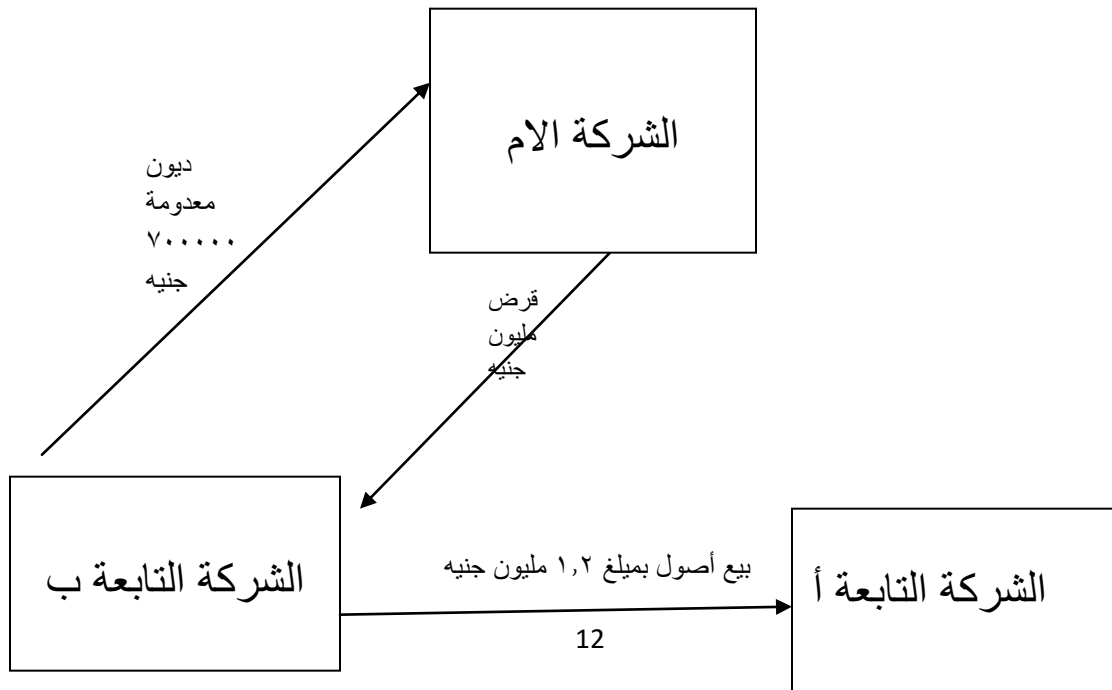 الشركة الام
ديون
معدومة
٧٠٠٠٠٠
جنيه
قرض
مليون
جنيه
الشركة التابعة ب
بيع أصول بميلغ ١,٢ مليون جنيه
الشركة التابعة أ
12